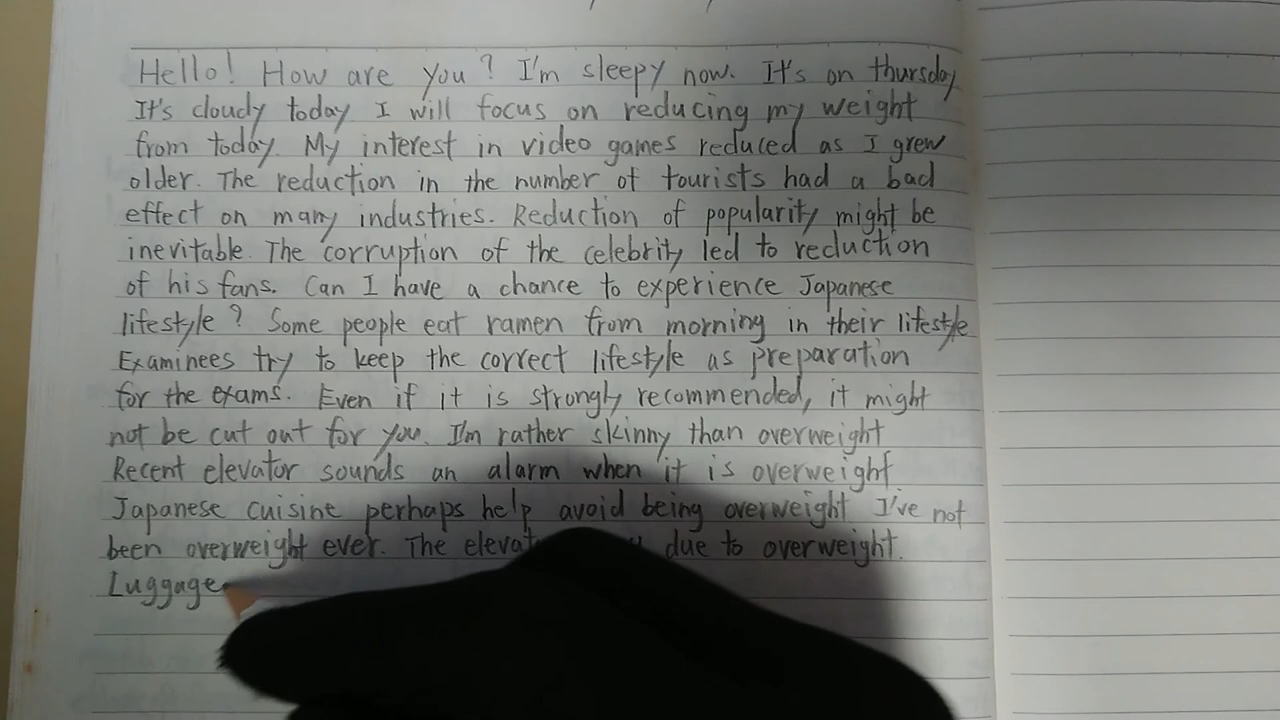 Hello! How are you? I'm sleepy now. It's on thursday
It's cloudy today. I will focus on reducing my weight
from today. My interest in video games reduced as I grew
older. The reduction in the number of tourists had a bad
effect on many industries. Reduction of popularity might be
inevitable. The corruption of the celebrity led to reduction
of his fans. Can I have a chance to experience Japanese
lifestyle? Some people eat ramen from morning in their lifestyle
Examinees try to keep the correct lifestyle as preparation
for the exams. Even if it is strongly recommended, it might
not be cut out for you. I'm rather skinny than overweight
Recent elevator sounds an alarm when it is overweight.
Japanese cuisine perhaps help avoid being overweight I've not
been overweight ever. The due to overweight.
Luggage